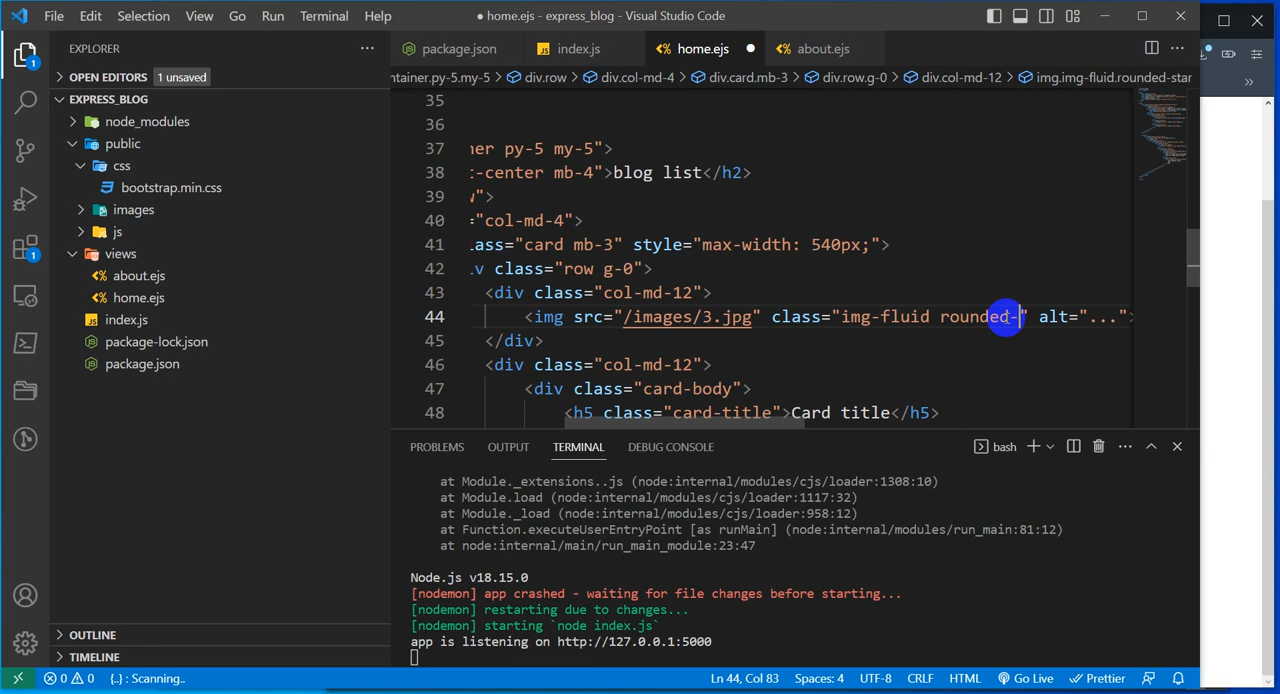 File Edit Selection View Go Run Terminal Help
● home.ejs - express_blog - Visual Studio Code
EXPLORER
OPEN EDITORS 1 unsaved
EXPRESS_BLOG
node_modules
public
css
bootstrap.min.css
images
js
views
about.ejs
home.ejs
index.js
package-lock.json
package.json
OUTLINE
TIMELINE
1
1
package.json
index.js
home.ejs
about.ejs
ntainer.py-5.my-5 > div.row > div.col-md-4 > div.card.mb-3 > div.row.g-0 > div.col-md-12 > img.img-fluid.rounded-star
35
36
37 ner py-5 my-5">
38 t-center mb-4">blog list</h2>
39 w">
40 ="col-md-4">
41 lass="card mb-3" style="max-width: 540px;">
42 iv class="row g-0">
43 <div class="col-md-12">
44 <img src="/images/3.jpg" class="img-fluid rounded-" alt="...">
45 </div>
46 <div class="col-md-12">
47 <div class="card-body">
48 <h5 class="card-title">Card title</h5>
PROBLEMS OUTPUT TERMINAL DEBUG CONSOLE
bash
at Module._extensions..js (node:internal/modules/cjs/loader:1308:10)
at Module.load (node:internal/modules/cjs/loader:1117:32)
at Module._load (node:internal/modules/cjs/loader:958:12)
at Function.executeUserEntryPoint [as runMain] (node:internal/modules/run_main:81:12)
at node:internal/main/run_main_module:23:47
Node.js v18.15.0
[nodemon] app crashed - waiting for file changes before starting...
[nodemon] restarting due to changes...
[nodemon] starting `node index.js`
app is listening on http://127.0.0.1:5000
0 0 {..} : Scanning..
Ln 44, Col 83 Spaces: 4 UTF-8 CRLF HTML Go Live Prettier